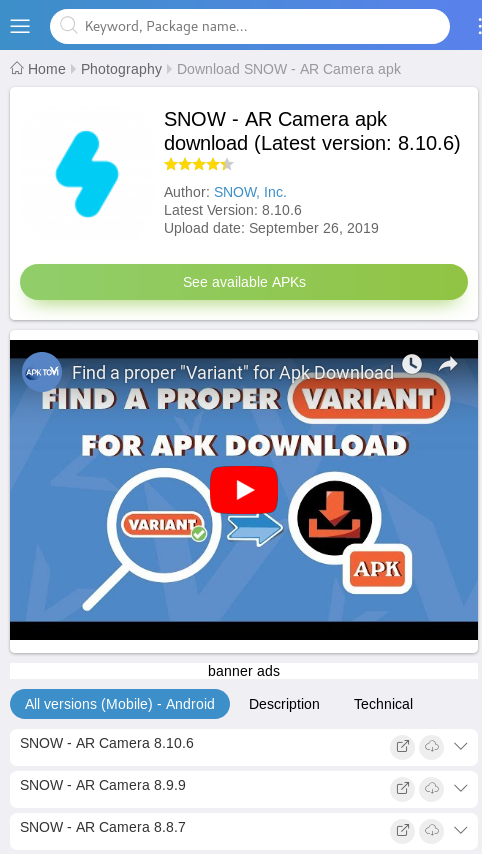 Keyword, Package name...
Home Photography Download SNOW - AR Camera apk
SNOW - AR Camera apk
download (Latest version: 8.10.6)
Author: SNOW, Inc.
Latest Version: 8.10.6
Upload date: September 26, 2019
See available APKs
Find a proper "Variant" for Apk Download
FIND A PROPER VARIANT
FOR APK DOWNLOAD
VARIANT
APK
banner ads
All versions (Mobile) - Android Description Technical
SNOW - AR Camera 8.10.6
SNOW - AR Camera 8.9.9
SNOW - AR Camera 8.8.7